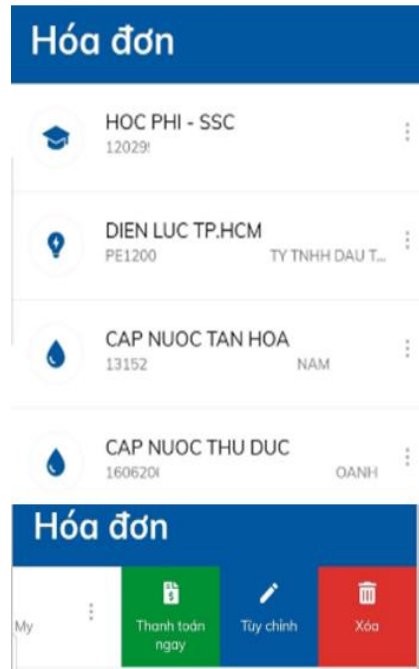 Hóa đơn
HOC PHI - SSC
12029!
DIEN LUC TP.HCM
PE1200 TY TNHH DAU T...
CAP NUOC TAN HOA
13152 NAM
CAP NUOC THU DUC
160620( OANH
Hóa đơn
My
Thanh toán
ngay
Tùy chỉnh
Xóa